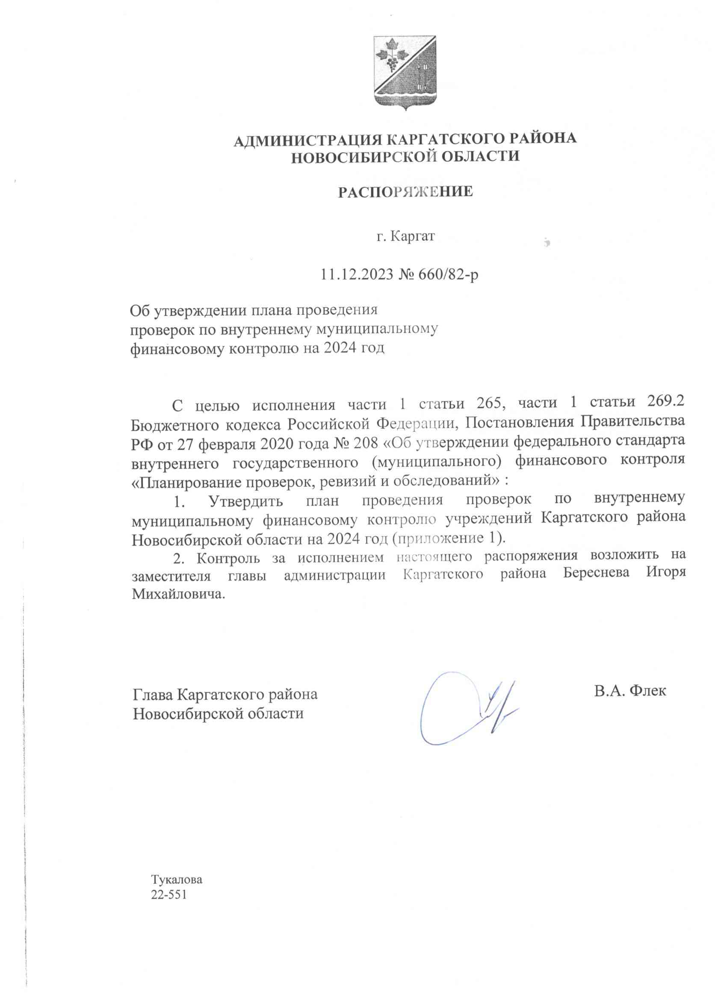 АДМИНИСТРАЦИЯ КАРГАТСКОГО РАЙОНА
НОВОСИБИРСКОЙ ОБЛАСТИ
РАСПОРЯЖЕНИЕ
г. Каргат
11.12.2023 № 660/82-р
Об утверждении плана проведения
проверок по внутреннему муниципальному
финансовому контролю на 2024 год
С целью исполнения части 1 статьи 265, части 1 статьи 269.2
Бюджетного кодекса Российской Федерации, Постановления Правительства
РФ от 27 февраля 2020 года № 208 «Об утверждении федерального стандарта
внутреннего государственного (муниципального) финансового контроля
«Планирование проверок, ревизий и обследований» :
1. Утвердить план проведения проверок по внутреннему
муниципальному финансовому контролю учреждений Каргатского района
Новосибирской области на 2024 год (приложение 1).
2. Контроль за исполнением настоящего распоряжения возложить на
заместителя главы администрации Каргатского района Береснева Игоря
Михайловича.
Глава Каргатского района
Новосибирской области
В.А. Флек
Тукалова
22-551